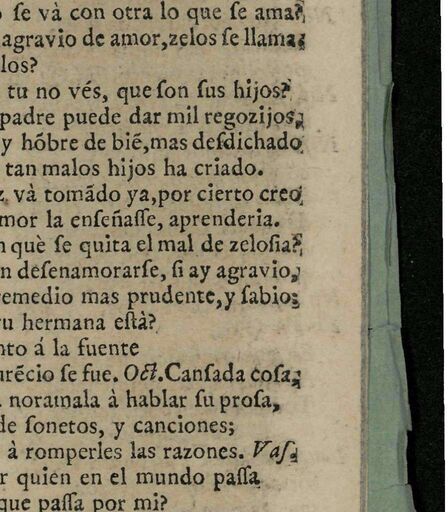 se và con otra lo que se ama?
agravio de amor, zelos se llama;
los?
tu no vés, que son sus hijos?
padre puede dar mil regozijos,
y hõbre de biẽ, mas desdichado
tan malos hijos ha criado.
và tomãdo ya, por cierto creo
mor la enseñasse, aprenderia.
què se quita el mal de zelosia?
n desenamorarse, si ay agravio,
remedio mas prudente, y sabio;
hermana està?
nto á la fuente
urẽcio se fue. Oct. Cansada cosa,
noramala à hablar su prosa,
de sonetos, y canciones;
à romperles las razones. Vas.
r quien en el mundo passa
que passa por mi?